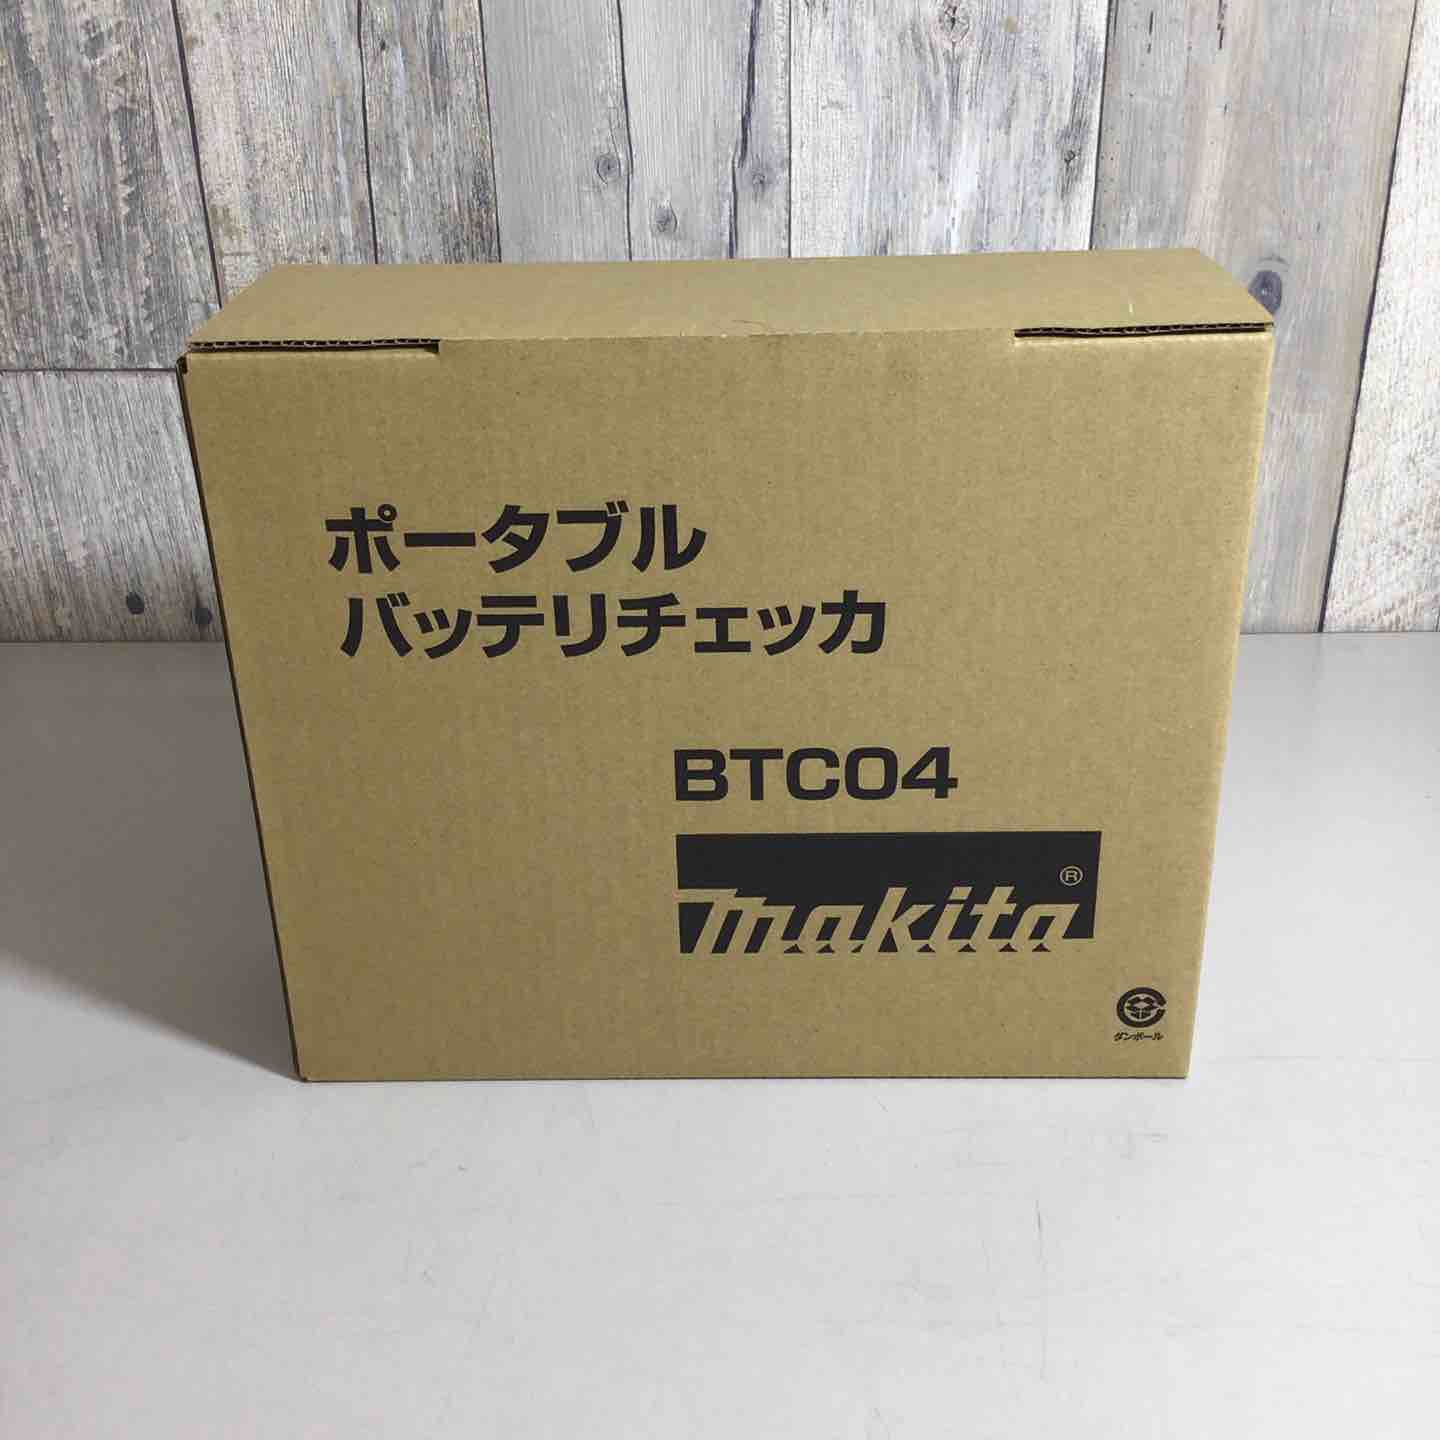 ポータブル
バッテリチェッカ
BTC04
makita®
ダンボール